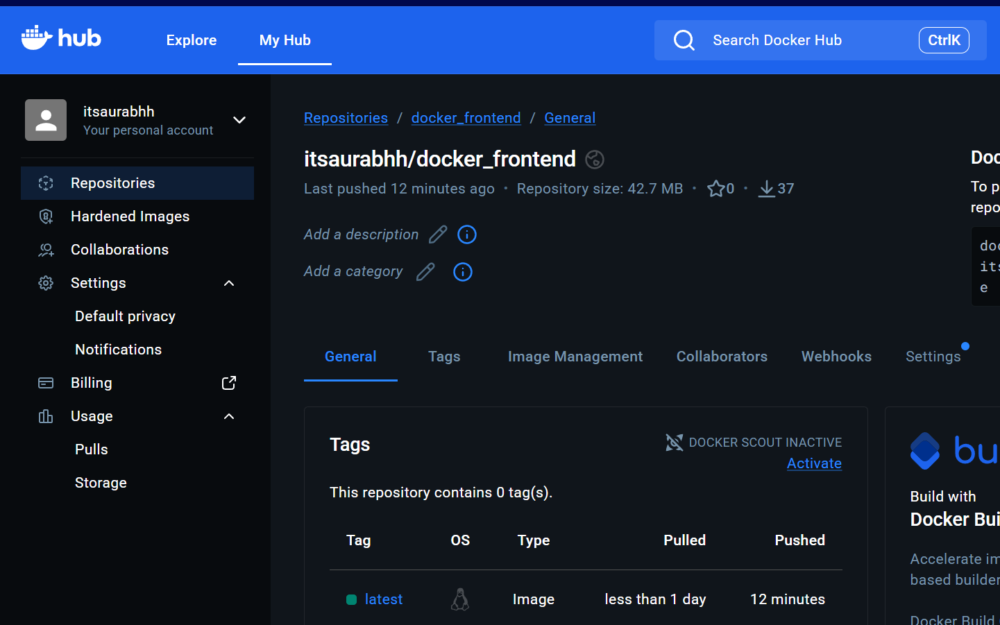 hub
Explore
My Hub
Search Docker Hub
CtrlK
itsaurabhh
Your personal account
Repositories
Hardened Images
Collaborations
Settings
Default privacy
Notifications
Billing
Usage
Pulls
Storage
Repositories / docker_frontend / General
itsaurabhh/docker_frontend
Last pushed 12 minutes ago • Repository size: 42.7 MB • 0 • 37
Add a description
Add a category
Doc
To p
repo
doc
its
e
General
Tags
Image Management
Collaborators
Webhooks
Settings
Tags
DOCKER SCOUT INACTIVE
Activate
This repository contains 0 tag(s).
Tag OS Type Pulled Pushed
latest Image less than 1 day 12 minutes
bu
Build with
Docker Bui
Accelerate im
based builder
Docker Build